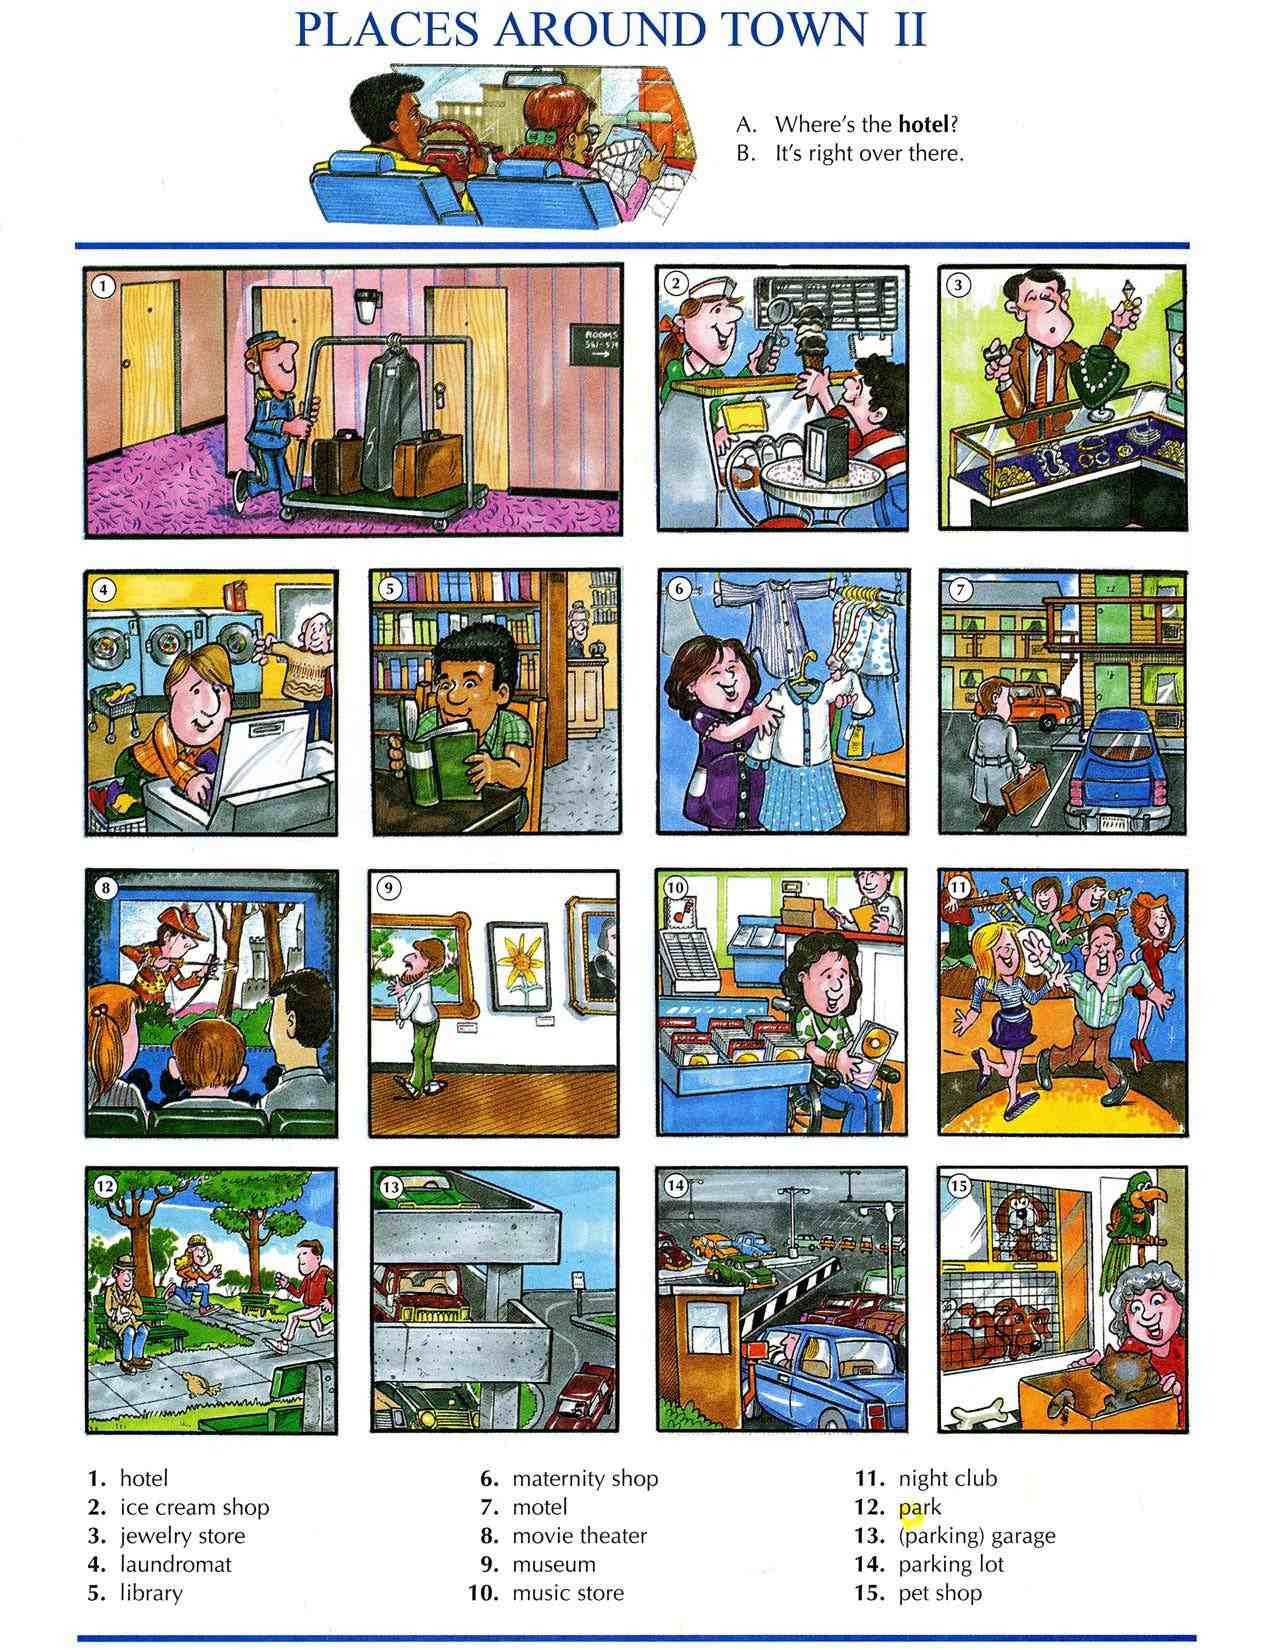 PLACES AROUND TOWN II
A. Where's the hotel?
B. It's right over there.
1
ROOMS
2
3
4
5
6
7
8
9
10
11
12
13
14
15
1. hotel
2. ice cream shop
3. jewelry store
4. laundromat
5. library
6. maternity shop
7. motel
8. movie theater
9. museum
10. music store
11. night club
12. park
13. (parking) garage
14. parking lot
15. pet shop